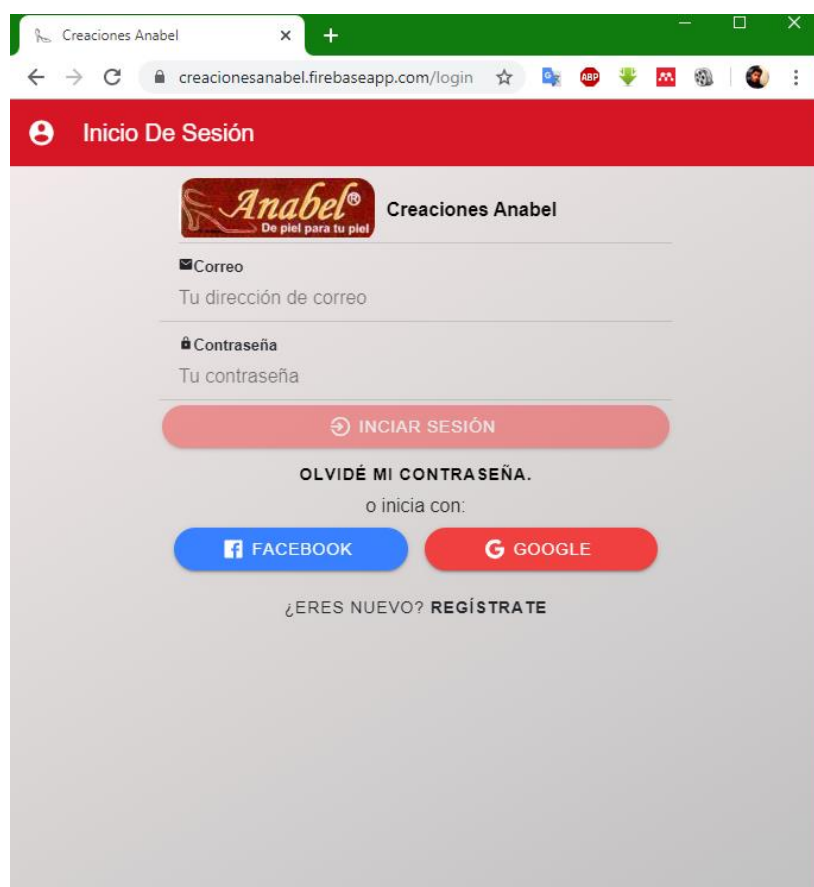 Creaciones Anabel
creacionesanabel.firebaseapp.com/login
ABP
Inicio De Sesión
Anabel®
De piel para tu piel
Creaciones Anabel
Correo
Tu dirección de correo
Contraseña
Tu contraseña
INCIAR SESIÓN
OLVIDÉ MI CONTRASEÑA.
o inicia con:
FACEBOOK
GOOGLE
¿ERES NUEVO? REGÍSTRATE